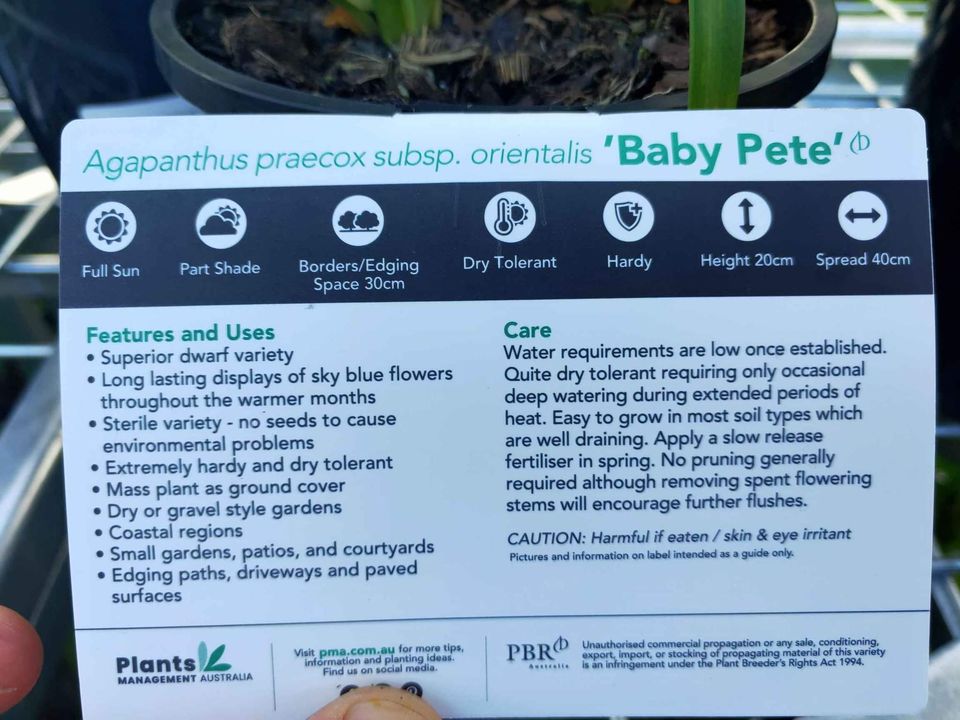 Agapanthus praecox subsp. orientalis 'Baby Pete'
Full Sun
Part Shade
Borders/Edging
Space 30cm
Dry Tolerant
Hardy
Height 20cm
Spread 40cm
Features and Uses
• Superior dwarf variety
• Long lasting displays of sky blue flowers
throughout the warmer months
• Sterile variety - no seeds to cause
environmental problems
• Extremely hardy and dry tolerant
• Mass plant as ground cover
• Dry or gravel style gardens
• Coastal regions
• Small gardens, patios, and courtyards
• Edging paths, driveways and paved
surfaces
Care
Water requirements are low once established.
Quite dry tolerant requiring only occasional
deep watering during extended periods of
heat. Easy to grow in most soil types which
are well draining. Apply a slow release
fertiliser in spring. No pruning generally
required although removing spent flowering
stems will encourage further flushes.
CAUTION: Harmful if eaten / skin & eye irritant
Pictures and information on label intended as a guide only.
Plants
MANAGEMENT AUSTRALIA
Visit pma.com.au for more tips,
information and planting ideas.
Find us on social media.
PBR
Australia
Unauthorised commercial propagation or any sale, conditioning,
export, import, or stocking of propagating material of this variety
is an infringement under the Plant Breeder's Rights Act 1994.